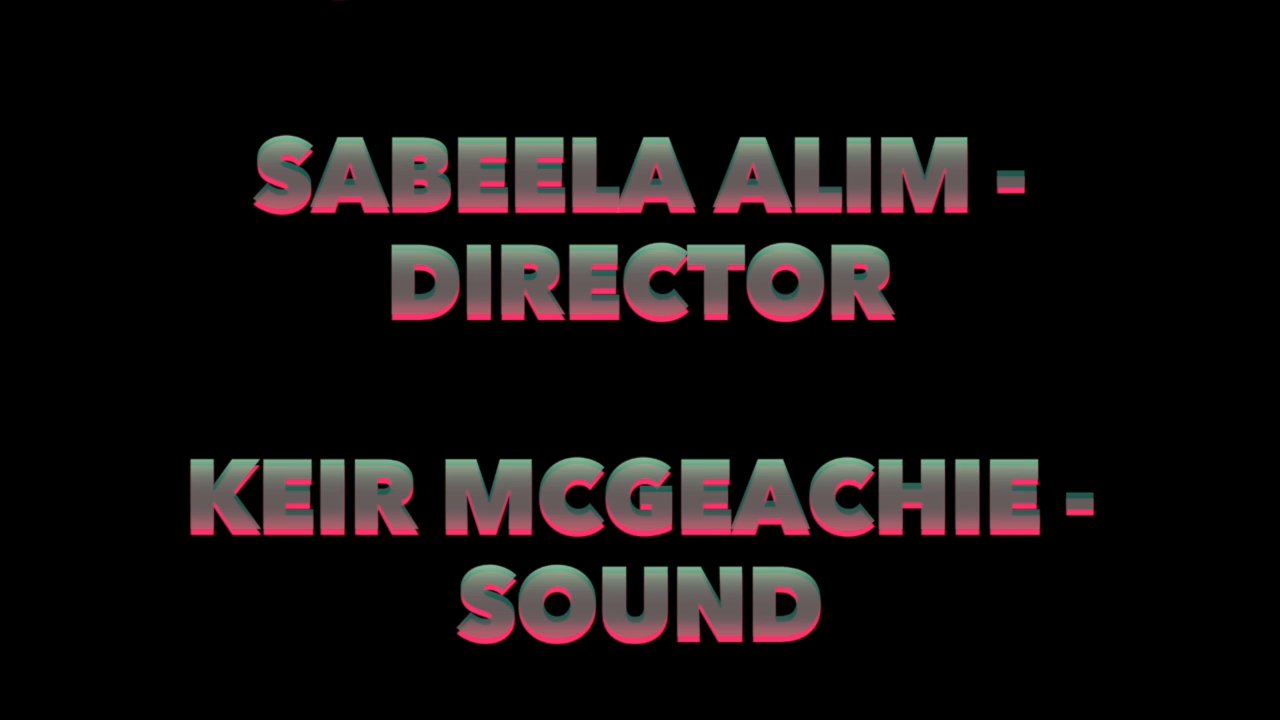 SABEELA ALIM -
DIRECTOR
KEIR MCGEACHIE -
SOUND